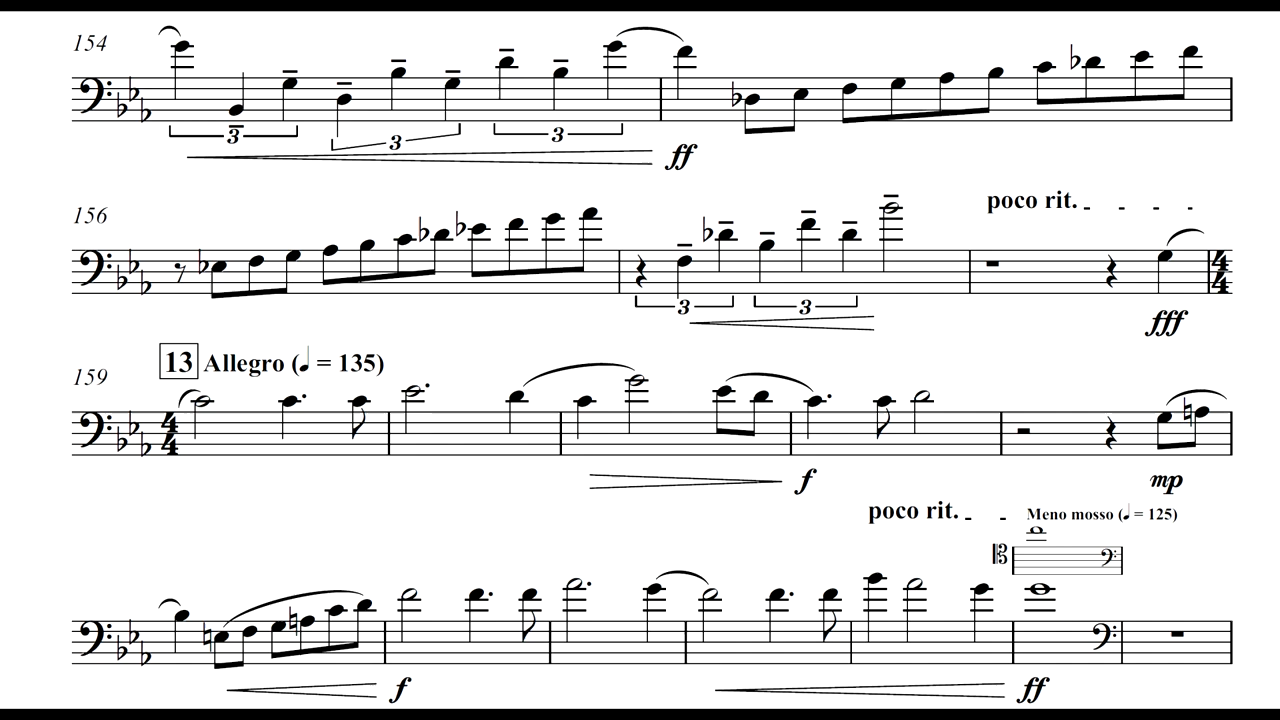 154
3 3 3
ff
156
poco rit.
3 3
fff
13 Allegro (♩ = 135)
159
f
mp
poco rit.
Meno mosso (♩ = 125)
f
ff